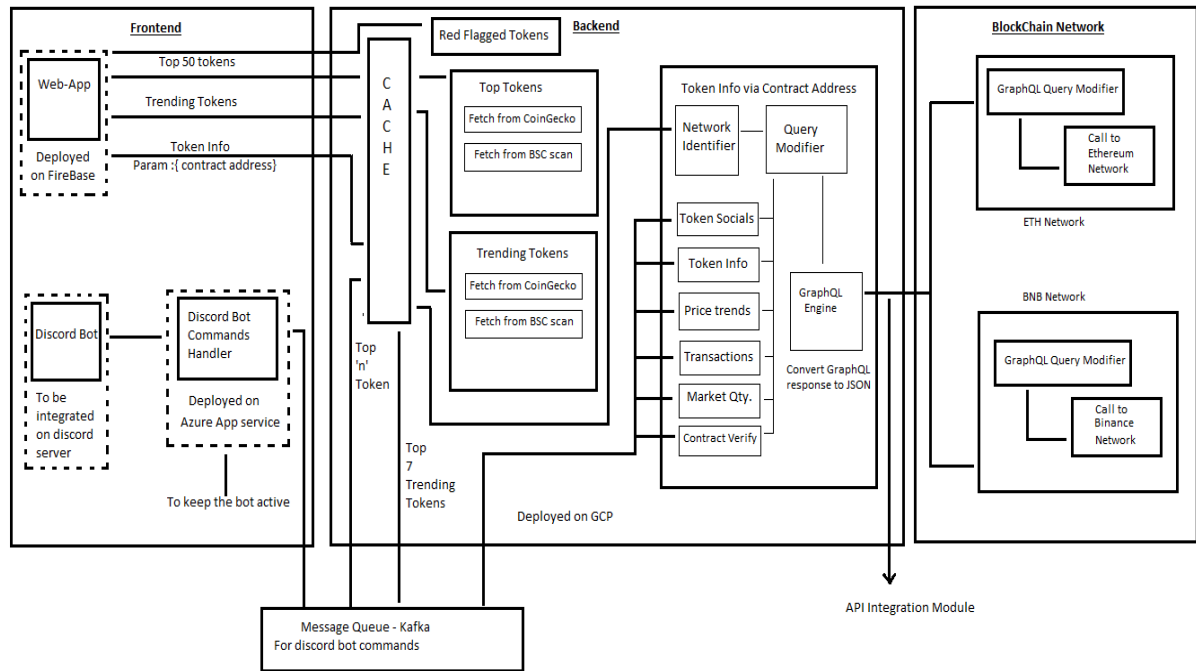 Frontend
Web-App
Deployed
on FireBase
Top 50 tokens
Trending Tokens
Token Info
Param :{ contract address}
Discord Bot
To be
integrated
on discord
server
Discord Bot
Commands
Handler
Deployed on
Azure App service
To keep the bot active
Backend
Red Flagged Tokens
C
A
C
H
E
Top Tokens
Fetch from CoinGecko
Fetch from BSC scan
Trending Tokens
Fetch from CoinGecko
Fetch from BSC scan
Top
'n'
Token
Top
7
Trending
Tokens
Token Info via Contract Address
Network
Identifier
Query
Modifier
Token Socials
Token Info
Price trends
Transactions
Market Qty.
Contract Verify
GraphQL
Engine
Convert GraphQL
response to JSON
Deployed on GCP
BlockChain Network
GraphQL Query Modifier
Call to
Ethereum
Network
ETH Network
BNB Network
GraphQL Query Modifier
Call to
Binance
Network
API Integration Module
Message Queue - Kafka
For discord bot commands